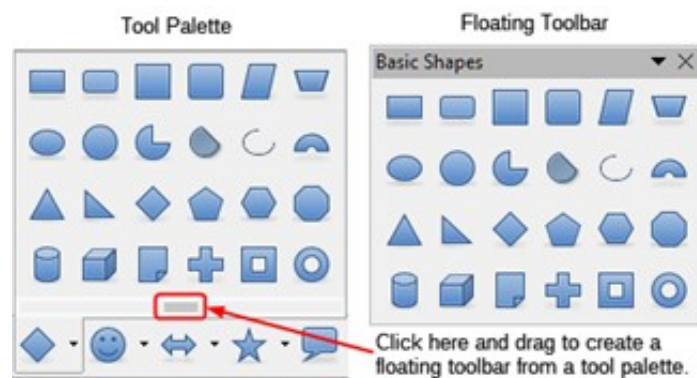 Tool Palette
Floating Toolbar
Basic Shapes
Click here and drag to create a
floating toolbar from a tool palette.